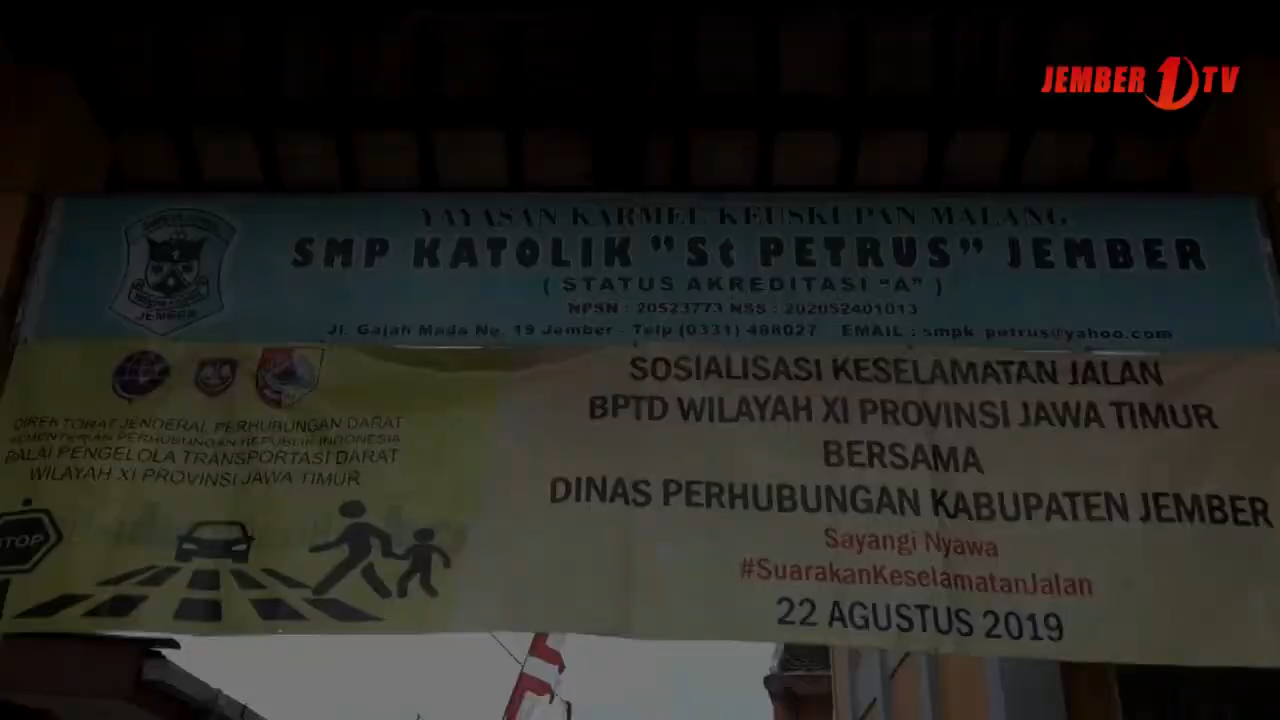 JEMBER 1 TV
YAYASAN KARMEL KEUSKUPAN MALANG
SMP KATOLIK "St PETRUS" JEMBER
( STATUS AKREDITASI "A" )
NPSN : 20523773 NSS : 202052401013
Jl. Gajah Mada No. 19 Jember - Telp (0331) 488027 EMAIL : smpk_petrus@yahoo.com
JEMBER
DIREKTORAT JENDERAL PERHUBUNGAN DARAT
KEMENTERIAN PERHUBUNGAN REPUBLIK INDONESIA
BALAI PENGELOLA TRANSPORTASI DARAT
WILAYAH XI PROVINSI JAWA TIMUR
STOP
SOSIALISASI KESELAMATAN JALAN
BPTD WILAYAH XI PROVINSI JAWA TIMUR
BERSAMA
DINAS PERHUBUNGAN KABUPATEN JEMBER
Sayangi Nyawa
#SuarakanKeselamatanJalan
22 AGUSTUS 2019